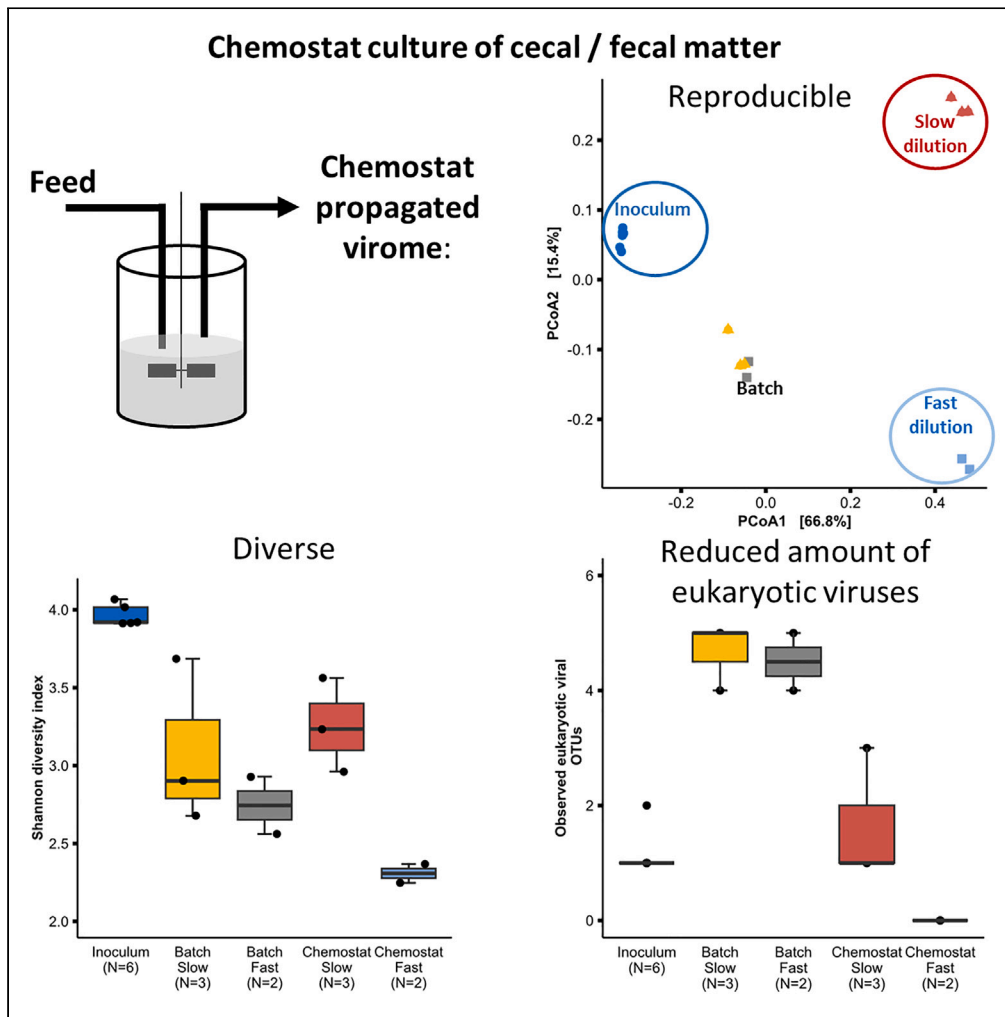 Chemostat culture of cecal / fecal matter
Feed
Chemostat
propagated
virome:
Reproducible
PCoA2 [15.4%]
0.2
0.1
0.0
-0.1
-0.2
Slow
dilution
Inoculum
Batch
Fast
dilution
-0.2
0.0
0.2
0.4
PCoA1 [66.8%]
Diverse
Shannon diversity index
4.0
3.5
3.0
2.5
2.0
Inoculum
(N=6)
Batch
Slow
(N=3)
Batch
Fast
(N=2)
Chemostat
Slow
(N=3)
Chemostat
Fast
(N=2)
Reduced amount of
eukaryotic viruses
Observed eukaryotic viral
OTUs
6
4
2
0
Inoculum
(N=6)
Batch
Slow
(N=3)
Batch
Fast
(N=2)
Chemostat
Slow
(N=3)
Chemostat
Fast
(N=2)